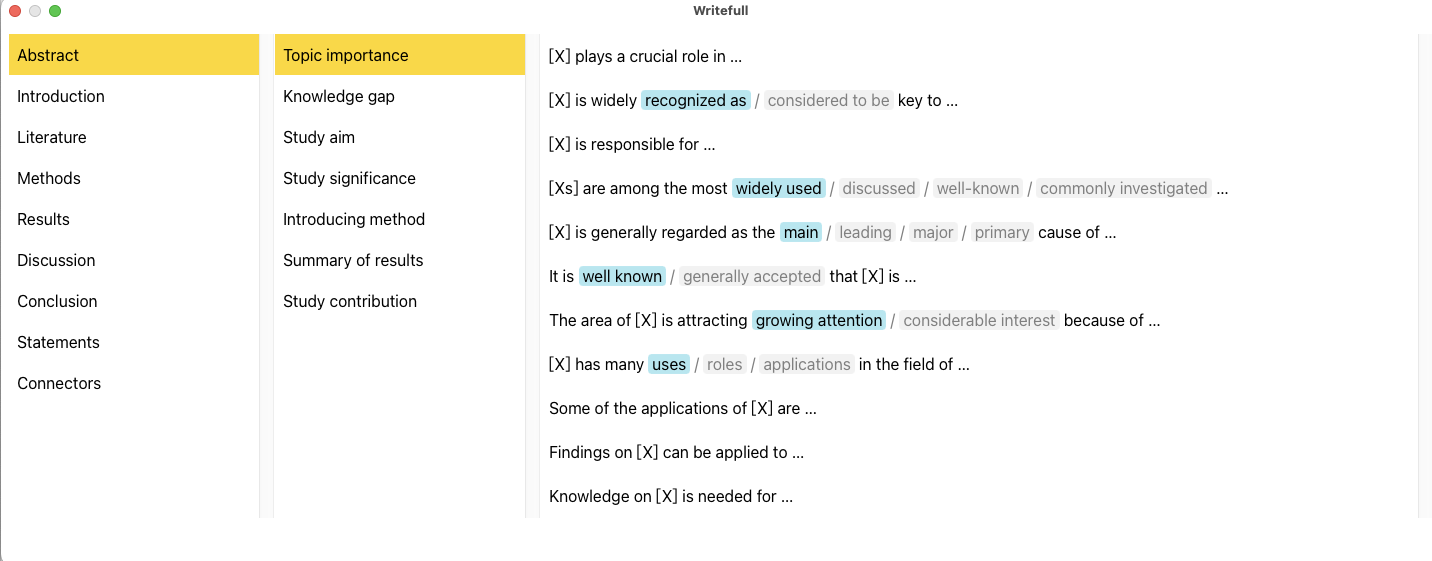 Writefull
Abstract
Introduction
Literature
Methods
Results
Discussion
Conclusion
Statements
Connectors
Topic importance
Knowledge gap
Study aim
Study significance
Introducing method
Summary of results
Study contribution
[X] plays a crucial role in ...
[X] is widely recognized as / considered to be key to ...
[X] is responsible for ...
[Xs] are among the most widely used / discussed / well-known / commonly investigated ...
[X] is generally regarded as the main / leading / major / primary cause of ...
It is well known / generally accepted that [X] is ...
The area of [X] is attracting growing attention / considerable interest because of ...
[X] has many uses / roles / applications in the field of ...
Some of the applications of [X] are ...
Findings on [X] can be applied to ...
Knowledge on [X] is needed for ...